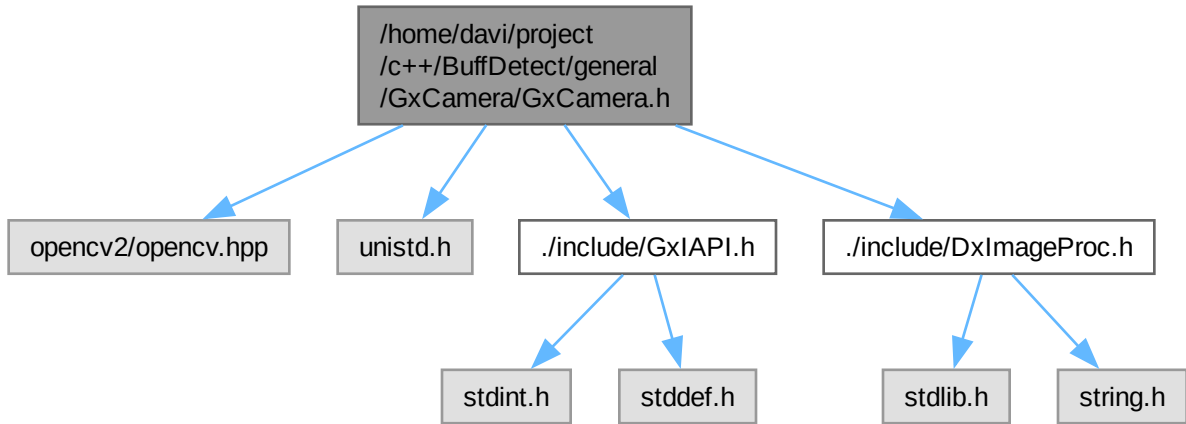 /home/davi/project
/c++/BuffDetect/general
/GxCamera/GxCamera.h
opencv2/opencv.hpp
unistd.h
./include/GxIAPI.h
./include/DxImageProc.h
stdint.h
stddef.h
stdlib.h
string.h